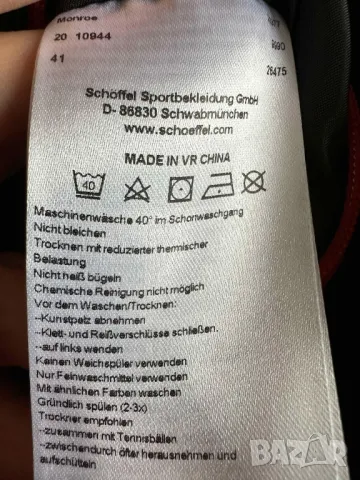 Monroe
20 10944
41
26475
Schöffel Sportbekleidung GmbH
D- 86830 Schwabmünchen
www.schoeffel.com
MADE IN VR CHINA
40
Maschinenwäsche 40° im Schonwaschgang
Nicht bleichen
Trocknen mit reduzierter thermischer
Belastung
Nicht heiß bügeln
Chemische Reinigung nicht möglich
Vor dem Waschen/Trocknen:
--Kunstpelz abnehmen
--Klett- und Reißverschlüsse schließen.
--auf links wenden
Keinen Weichspüler verwenden
Nur Feinwaschmittel verwenden
Mit ähnlichen Farben waschen
Gründlich spülen (2-3x)
Trockner empfohlen
--zusammen mit Tennisbällen
--zwischendurch öfter herausnehmen und
aufschütteln
BAZAR